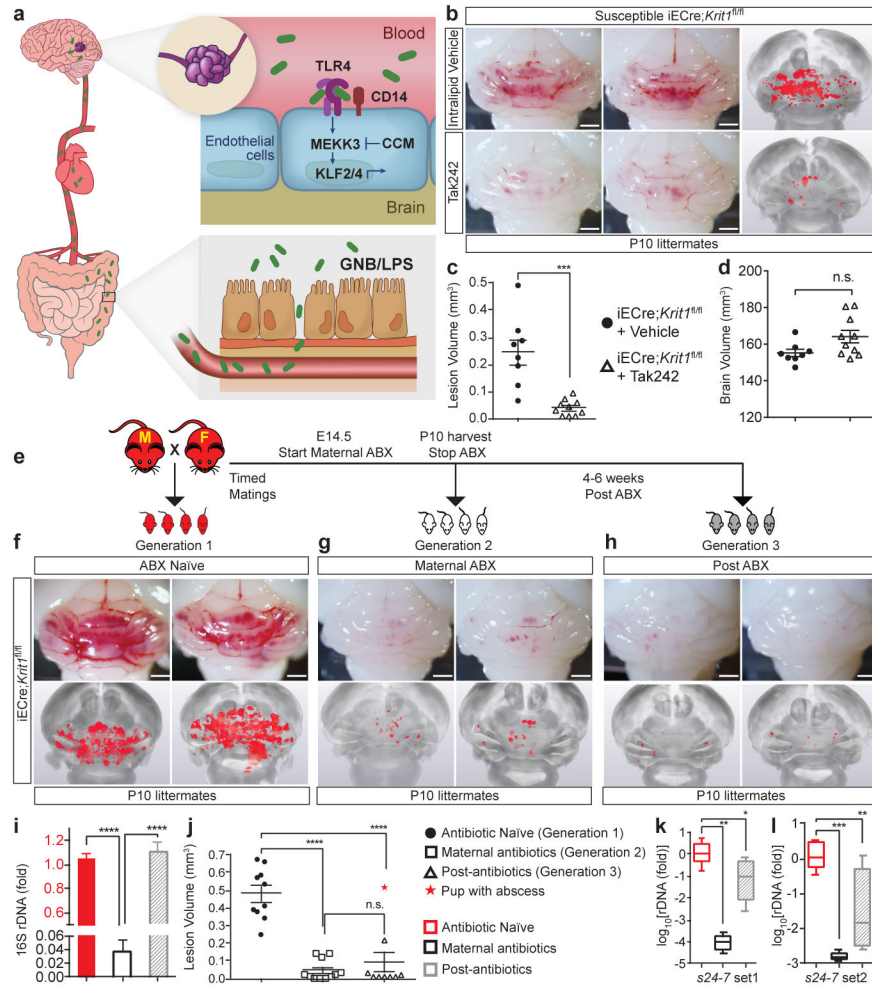 a
Blood
TLR4
CD14
Endothelial
cells
MEKK3
CCM
KLF2/4
Brain
GNB/LPS
b
Susceptible iECre;Krit1fl/fl
Intralipid Vehicle
Tak242
P10 littermates
c
Lesion Volume (mm³)
0.6
0.5
0.4
0.3
0.2
0.1
0.0
***
iECre;Krit1fl/fl
+ Vehicle
iECre;Krit1fl/fl
+ Tak242
d
Brain Volume (mm³)
200
180
160
140
120
100
n.s.
e
M
X
F
E14.5
Start Maternal ABX
P10 harvest
Stop ABX
Timed
Matings
4-6 weeks
Post ABX
f
Generation 1
ABX Naïve
g
Generation 2
Maternal ABX
h
Generation 3
Post ABX
iECre;Krit1fl/fl
P10 littermates
P10 littermates
P10 littermates
i
16S rDNA (fold)
1.2
1.0
0.8
0.6
0.06
0.04
0.02
0.00
****
****
j
Lesion Volume (mm³)
0.8
0.7
0.6
0.5
0.4
0.3
0.2
0.1
0.0
****
****
n.s.
Antibiotic Naïve (Generation 1)
Maternal antibiotics (Generation 2)
Post-antibiotics (Generation 3)
Pup with abscess
Antibiotic Naïve
Maternal antibiotics
Post-antibiotics
k
log10[rDNA (fold)]
1
0
-1
-2
-3
-4
-5
**
*
s24-7 set1
l
log10[rDNA (fold)]
1
0
-1
-2
-3
***
**
s24-7 set2